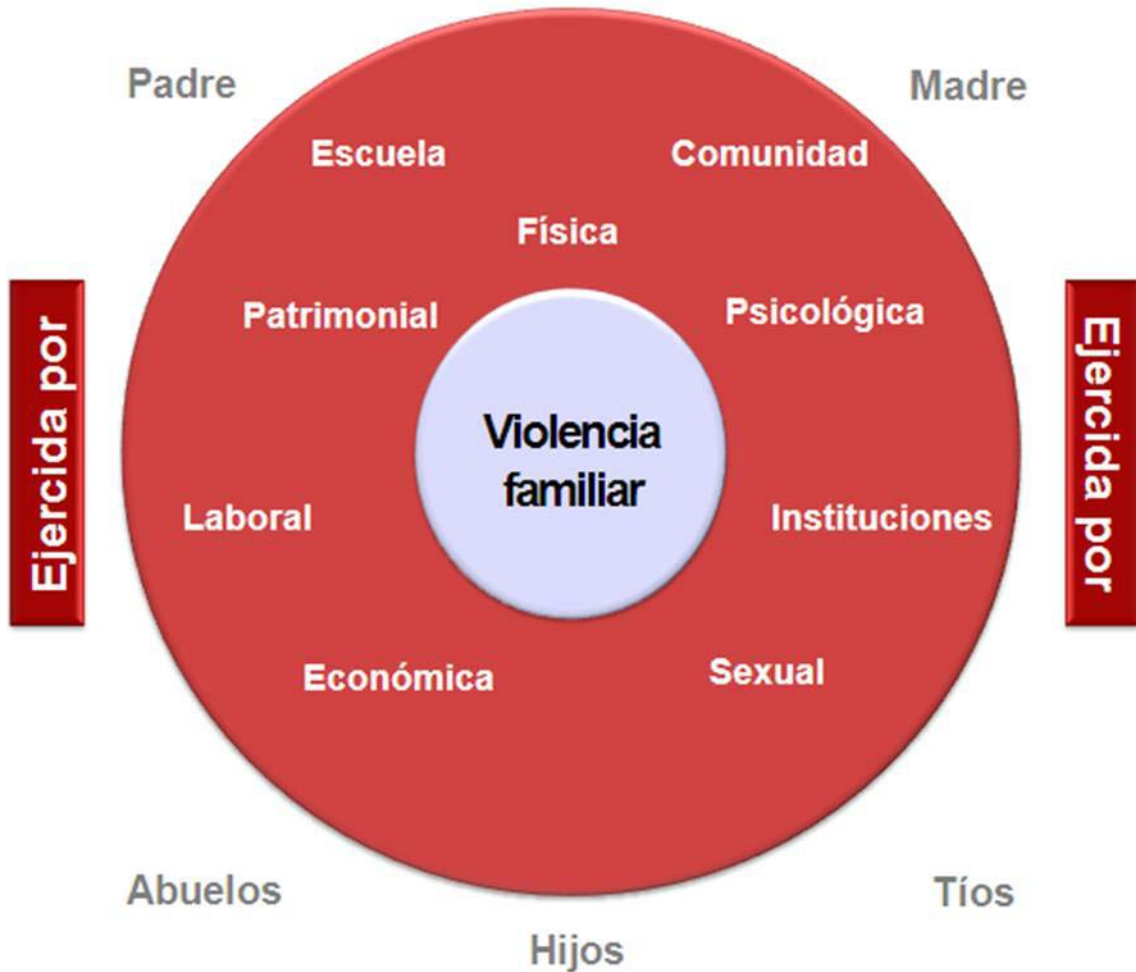 Padre
Madre
Escuela
Comunidad
Física
Patrimonial
Psicológica
Ejercida por
Ejercida por
Violencia
familiar
Laboral
Instituciones
Económica
Sexual
Abuelos
Tíos
Hijos